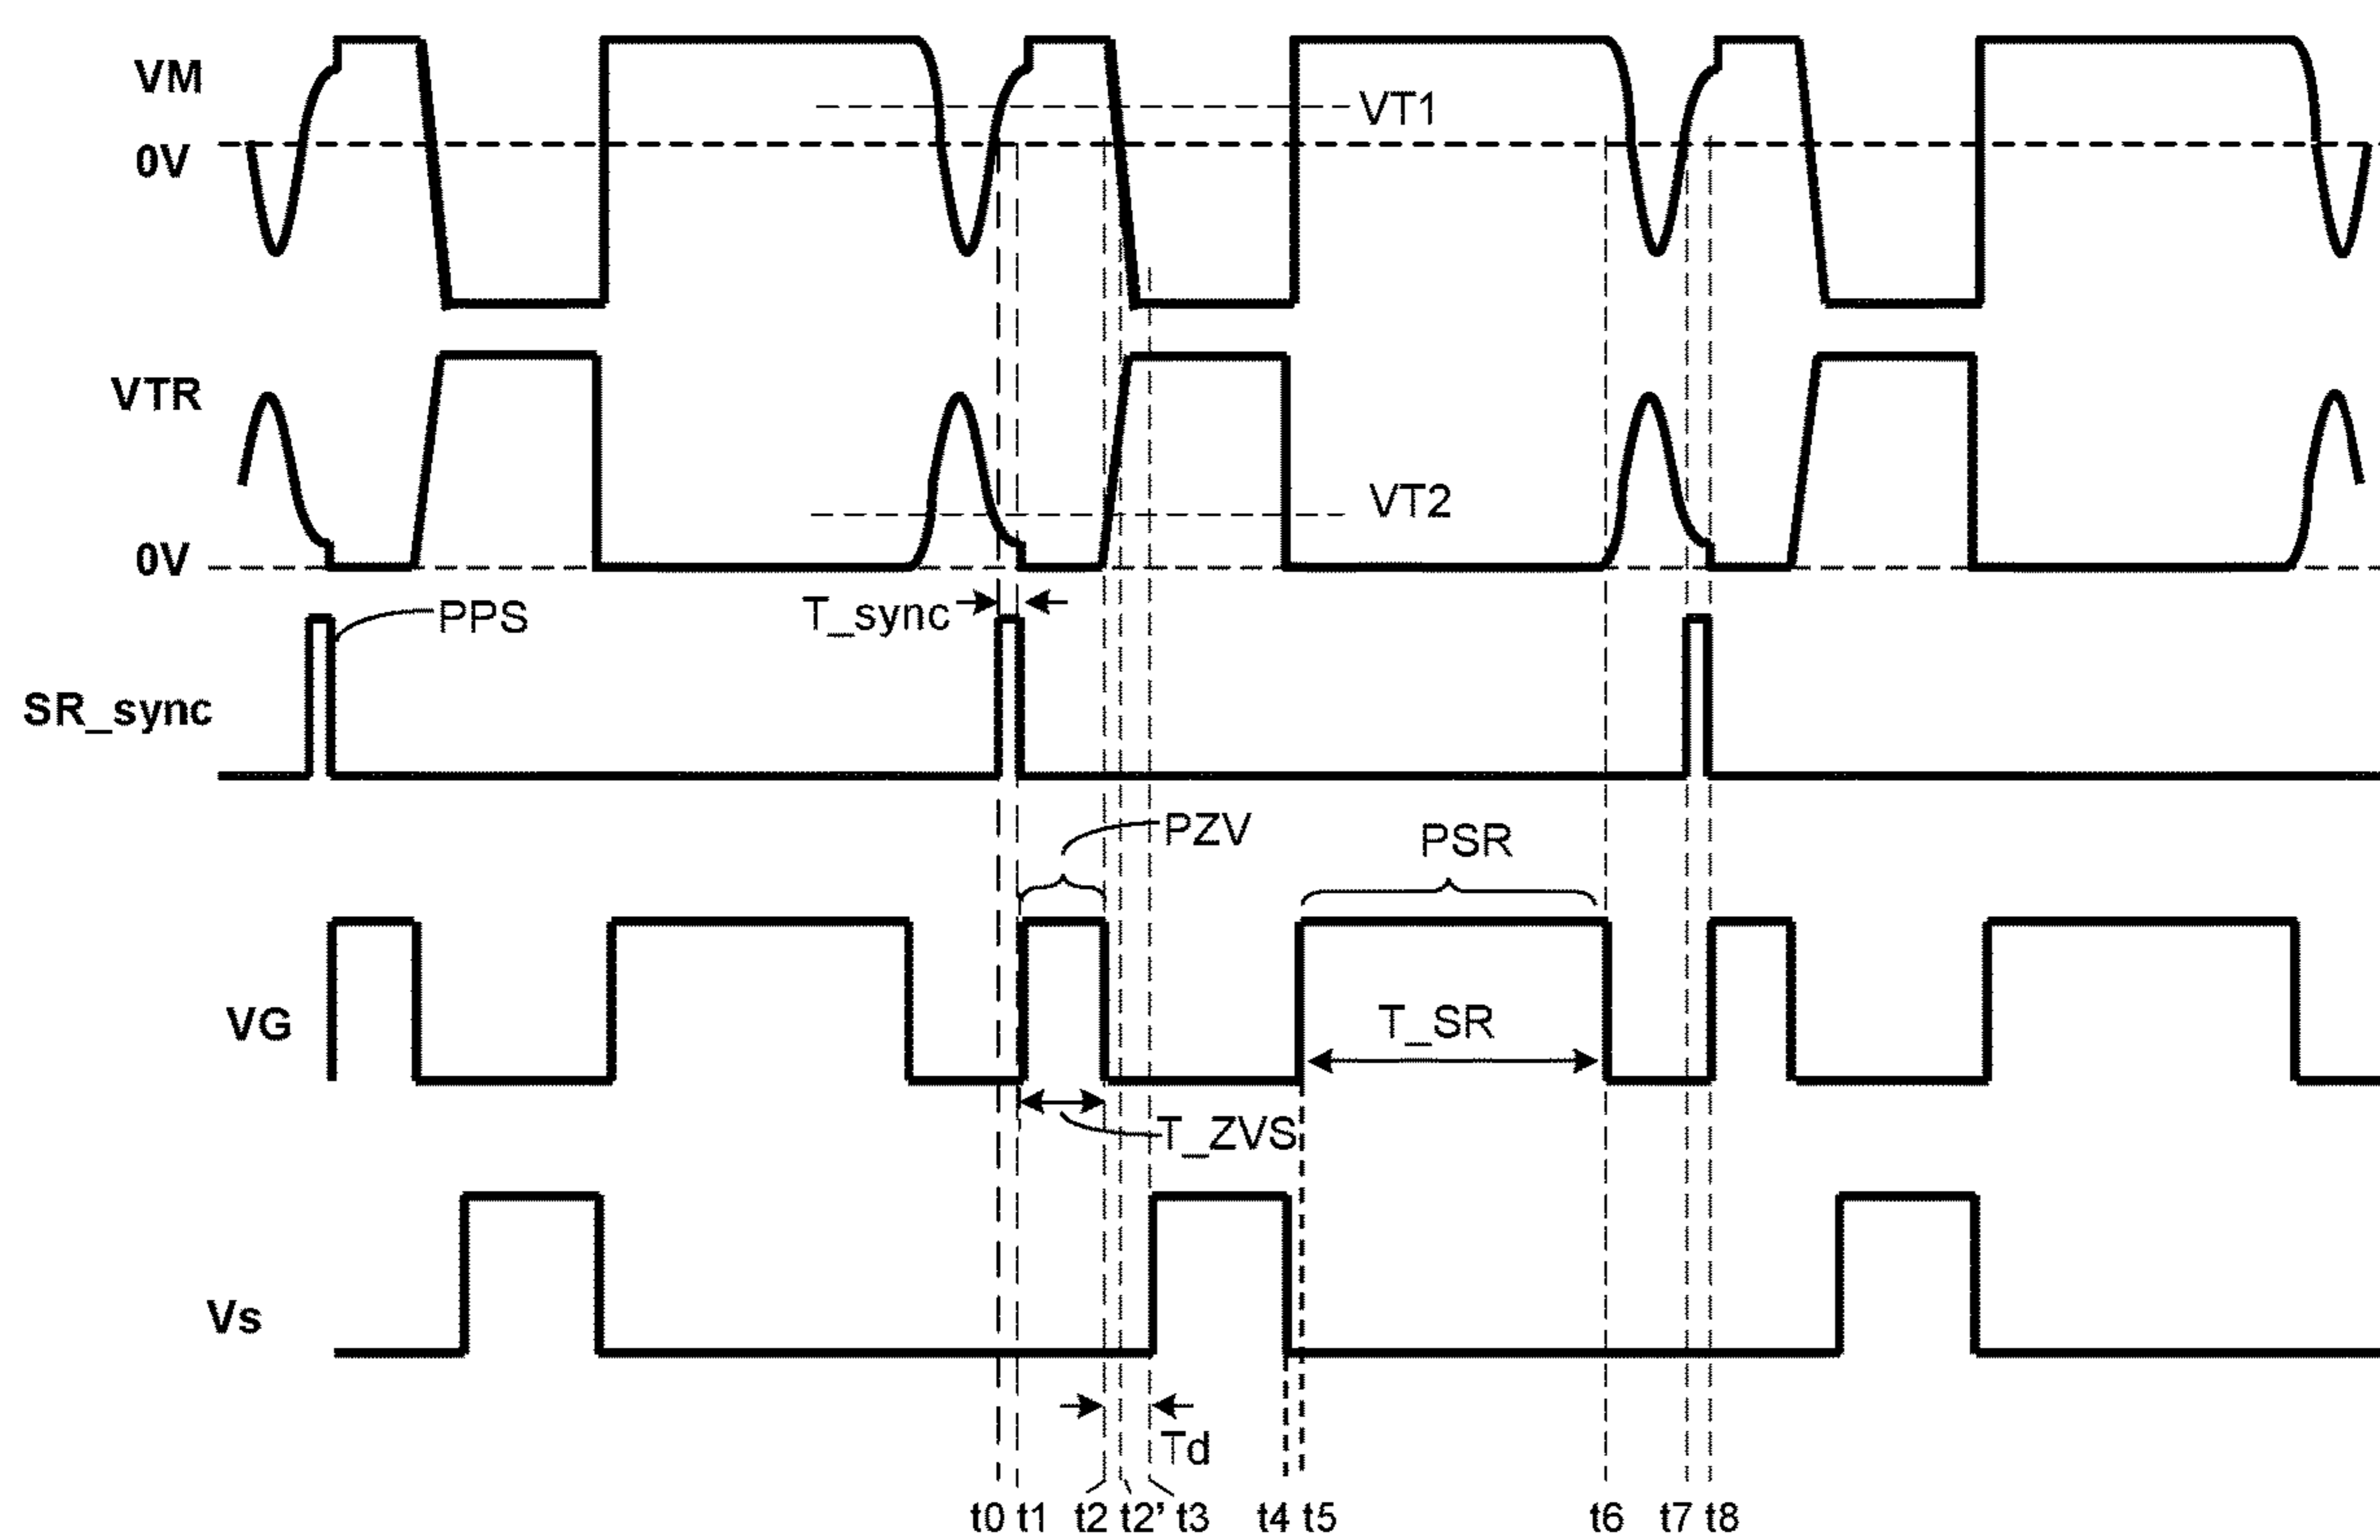 VM
VT1
0V
VTR
VT2
0V
T_sync
PPS
SR_sync
PZV
PSR
VG
T_SR
T_ZVS
Vs
Td
t0 t1 t2 t2' t3 t4 t5 t6 t7 t8